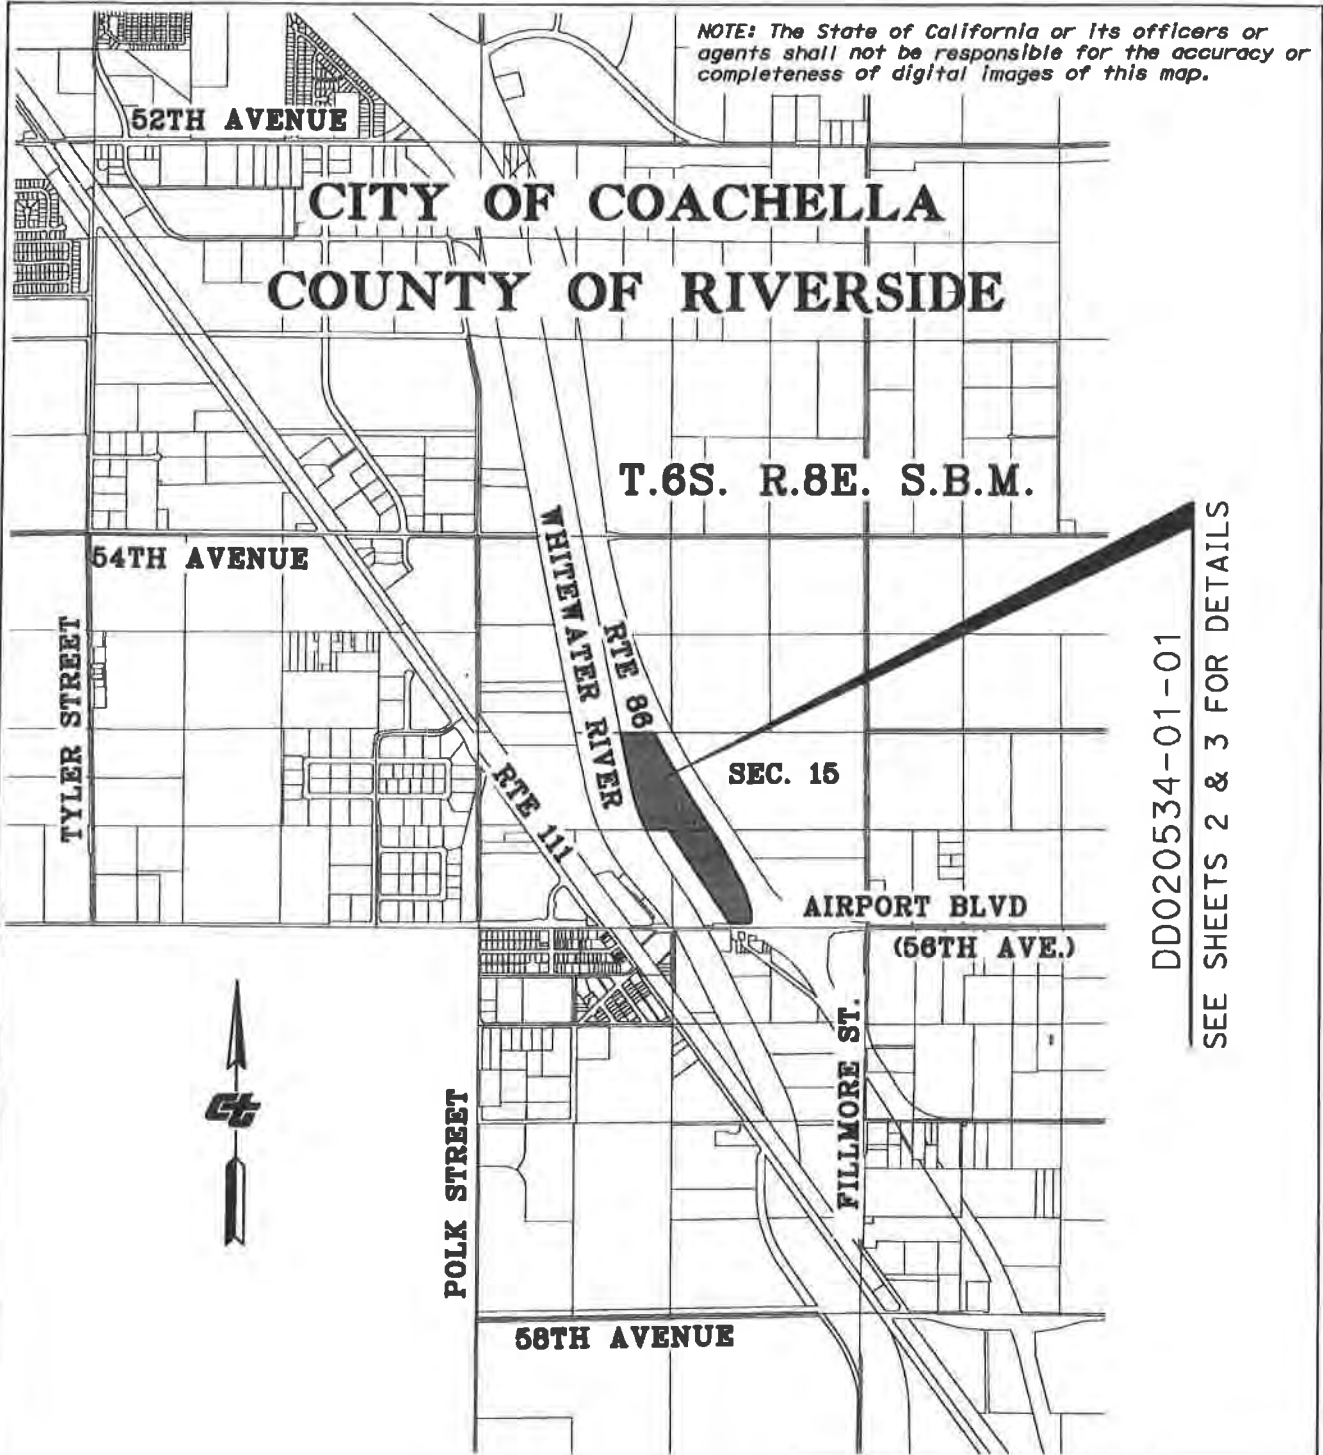 NOTE: The State of California or its officers or
agents shall not be responsible for the accuracy or
completeness of digital images of this map.
52TH AVENUE
CITY OF COACHELLA
COUNTY OF RIVERSIDE
T.6S. R.8E. S.B.M.
54TH AVENUE
WHITEWATER RIVER
RTE 86
TYLER STREET
SEC. 15
RTE 111
DD020534-01-01
SEE SHEETS 2 & 3 FOR DETAILS
AIRPORT BLVD
(56TH AVE.)
FILLMORE ST.
Ct
POLK STREET
58TH AVENUE